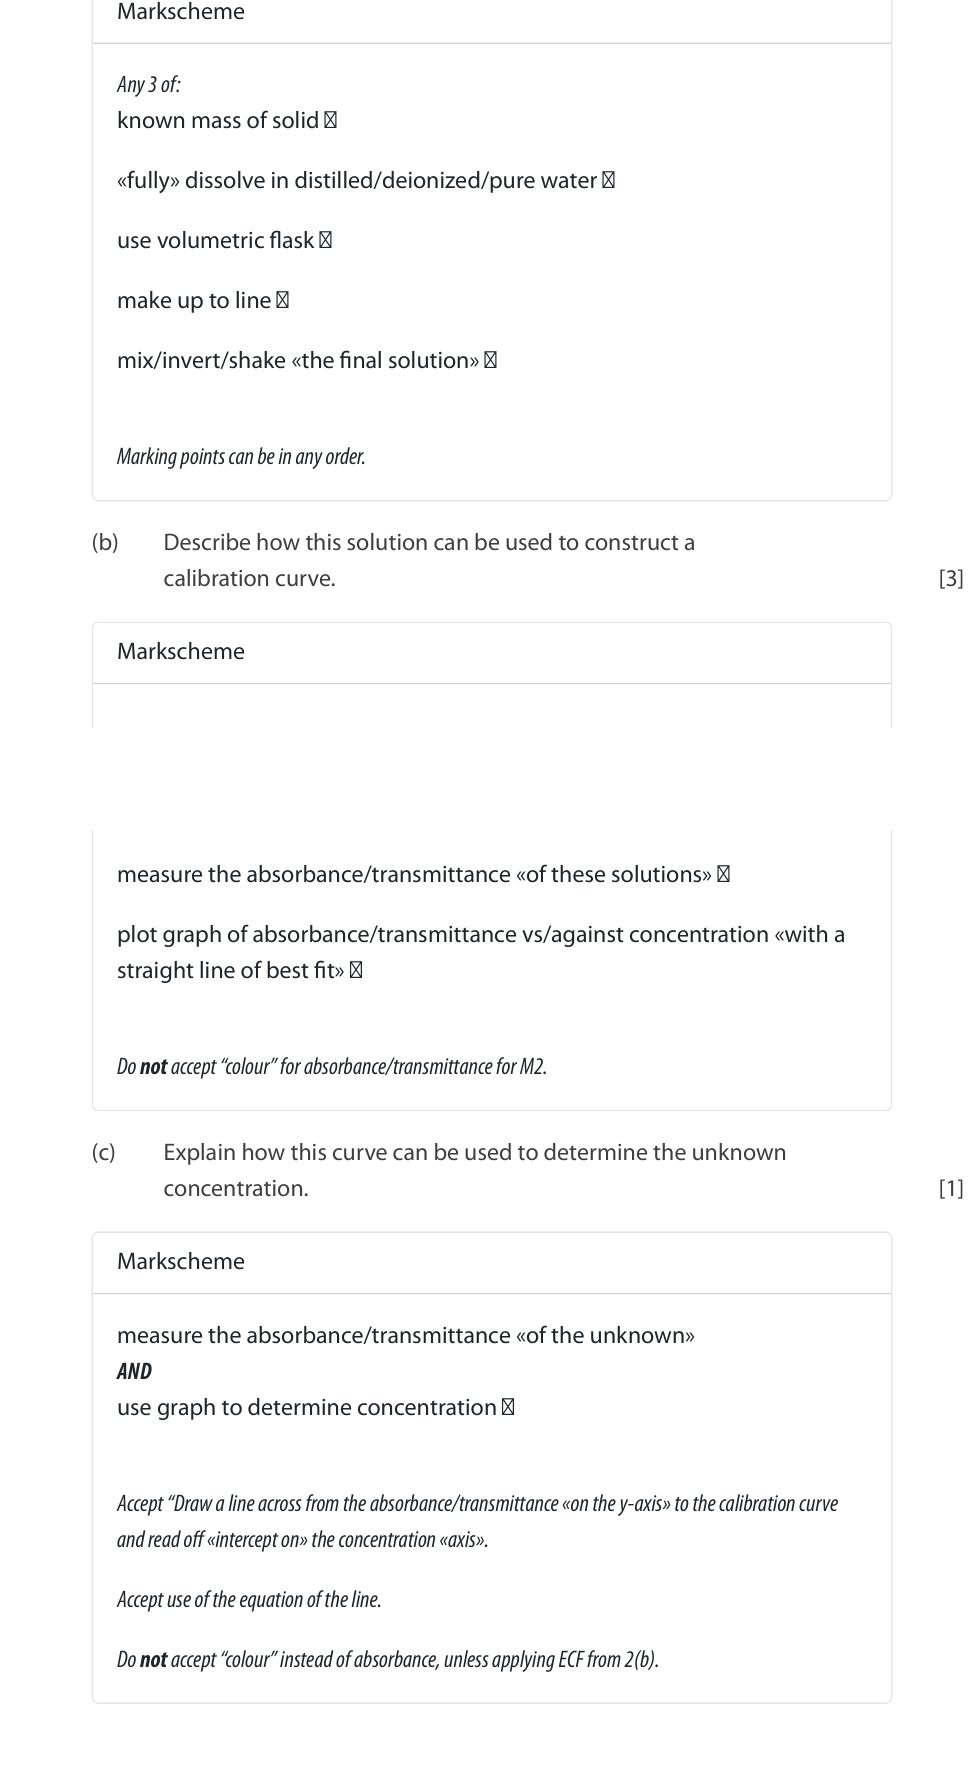 Markscheme
Any 3 of:
known mass of solid ☒
«fully» dissolve in distilled/deionized/pure water ☒
use volumetric flask ☒
make up to line ☒
mix/invert/shake «the final solution» ☒
Marking points can be in any order.
(b) Describe how this solution can be used to construct a
calibration curve. [3]
Markscheme
measure the absorbance/transmittance «of these solutions» ☒
plot graph of absorbance/transmittance vs/against concentration «with a
straight line of best fit» ☒
Do not accept “colour” for absorbance/transmittance for M2.
(c) Explain how this curve can be used to determine the unknown
concentration. [1]
Markscheme
measure the absorbance/transmittance «of the unknown»
AND
use graph to determine concentration ☒
Accept “Draw a line across from the absorbance/transmittance «on the y-axis» to the calibration curve
and read off «intercept on» the concentration «axis».
Accept use of the equation of the line.
Do not accept “colour” instead of absorbance, unless applying ECF from 2(b).